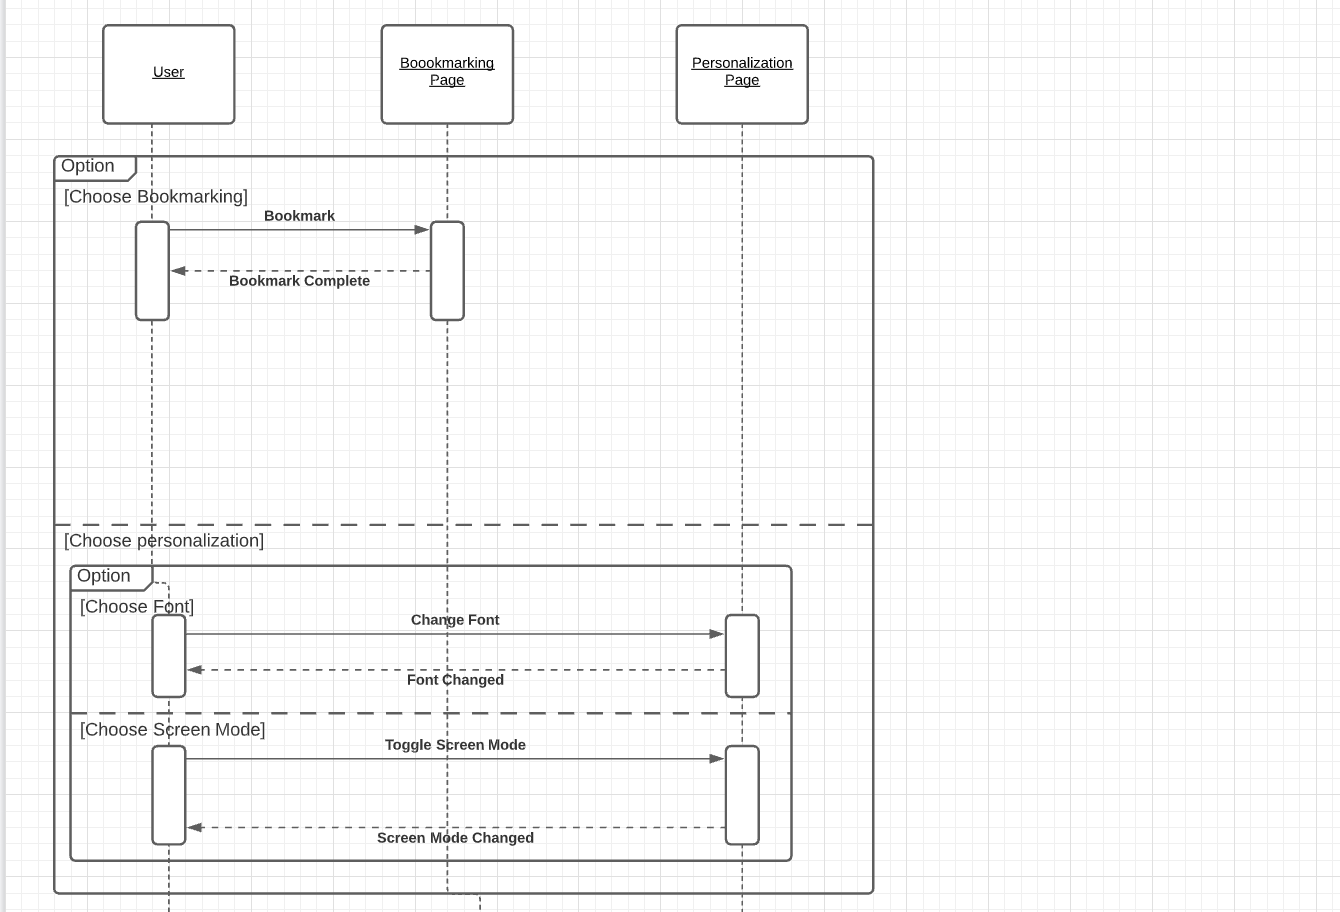 User
Boookmarking
Page
Personalization
Page
Option
[Choose Bookmarking]
Bookmark
Bookmark Complete
[Choose personalization]
Option
[Choose Font]
Change Font
Font Changed
[Choose Screen Mode]
Toggle Screen Mode
Screen Mode Changed